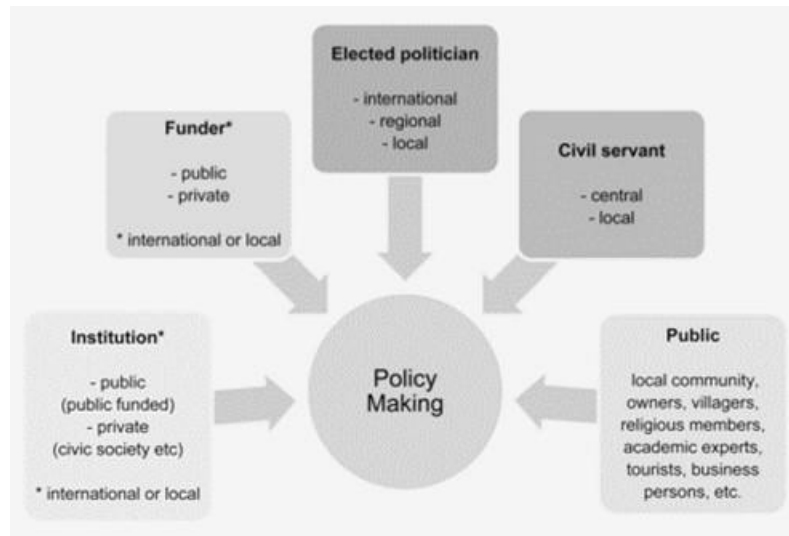 Elected politician
- international
- regional
- local
Funder*
- public
- private
* international or local
Civil servant
- central
- local
Institution*
- public
(public funded)
- private
(civic society etc)
* international or local
Policy
Making
Public
local community,
owners, villagers,
religious members,
academic experts,
tourists, business
persons, etc.